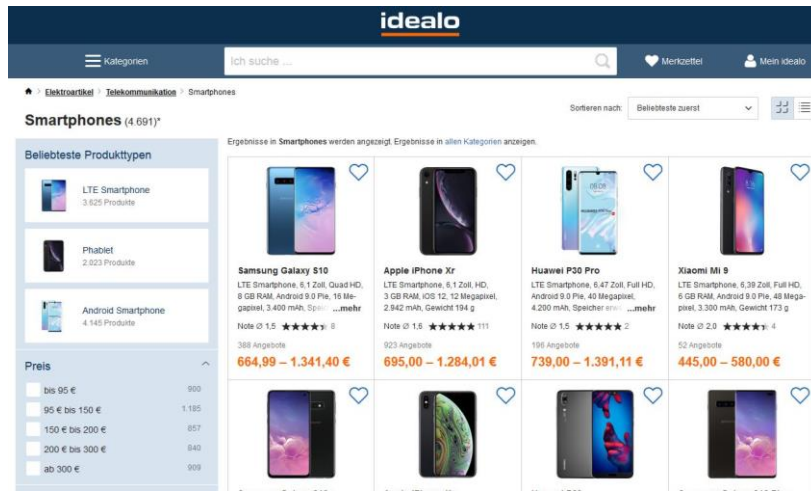 idealo
Kategorien
Ich suche ...
Merkzettel
Mein idealo
Elektroartikel > Telekommunikation > Smartphones
Smartphones (4.691)*
Sortieren nach: Beliebteste zuerst
Ergebnisse in Smartphones werden angezeigt. Ergebnisse in allen Kategorien anzeigen.
Beliebteste Produkttypen
LTE Smartphone
3.625 Produkte
Phablet
2.023 Produkte
Android Smartphone
4.145 Produkte
Preis
bis 95 € 900
95 € bis 150 € 1.185
150 € bis 200 € 857
200 € bis 300 € 840
ab 300 € 909
Samsung Galaxy S10
LTE Smartphone, 6,1 Zoll, Quad HD,
8 GB RAM, Android 9.0 Pie, 16 Me-
gapixel, 3.400 mAh, ...mehr
Note Ø 1,5 ★★★★★ 8
368 Angebote
664,99 – 1.341,40 €
Apple iPhone Xr
LTE Smartphone, 6,1 Zoll, HD,
3 GB RAM, iOS 12, 12 Megapixel,
2.942 mAh, Gewicht 194 g
Note Ø 1,6 ★★★★★ 111
923 Angebote
695,00 – 1.284,01 €
Huawei P30 Pro
LTE Smartphone, 6,47 Zoll, Full HD,
Android 9.0 Pie, 40 Megapixel,
4.200 mAh, Speicher ...mehr
Note Ø 1,5 ★★★★★ 2
196 Angebote
739,00 – 1.391,11 €
Xiaomi Mi 9
LTE Smartphone, 6,39 Zoll, Full HD,
6 GB RAM, Android 9.0 Pie, 48 Mega-
pixel, 3.300 mAh, Gewicht 173 g
Note Ø 2,0 ★★★★★ 4
52 Angebote
445,00 – 580,00 €